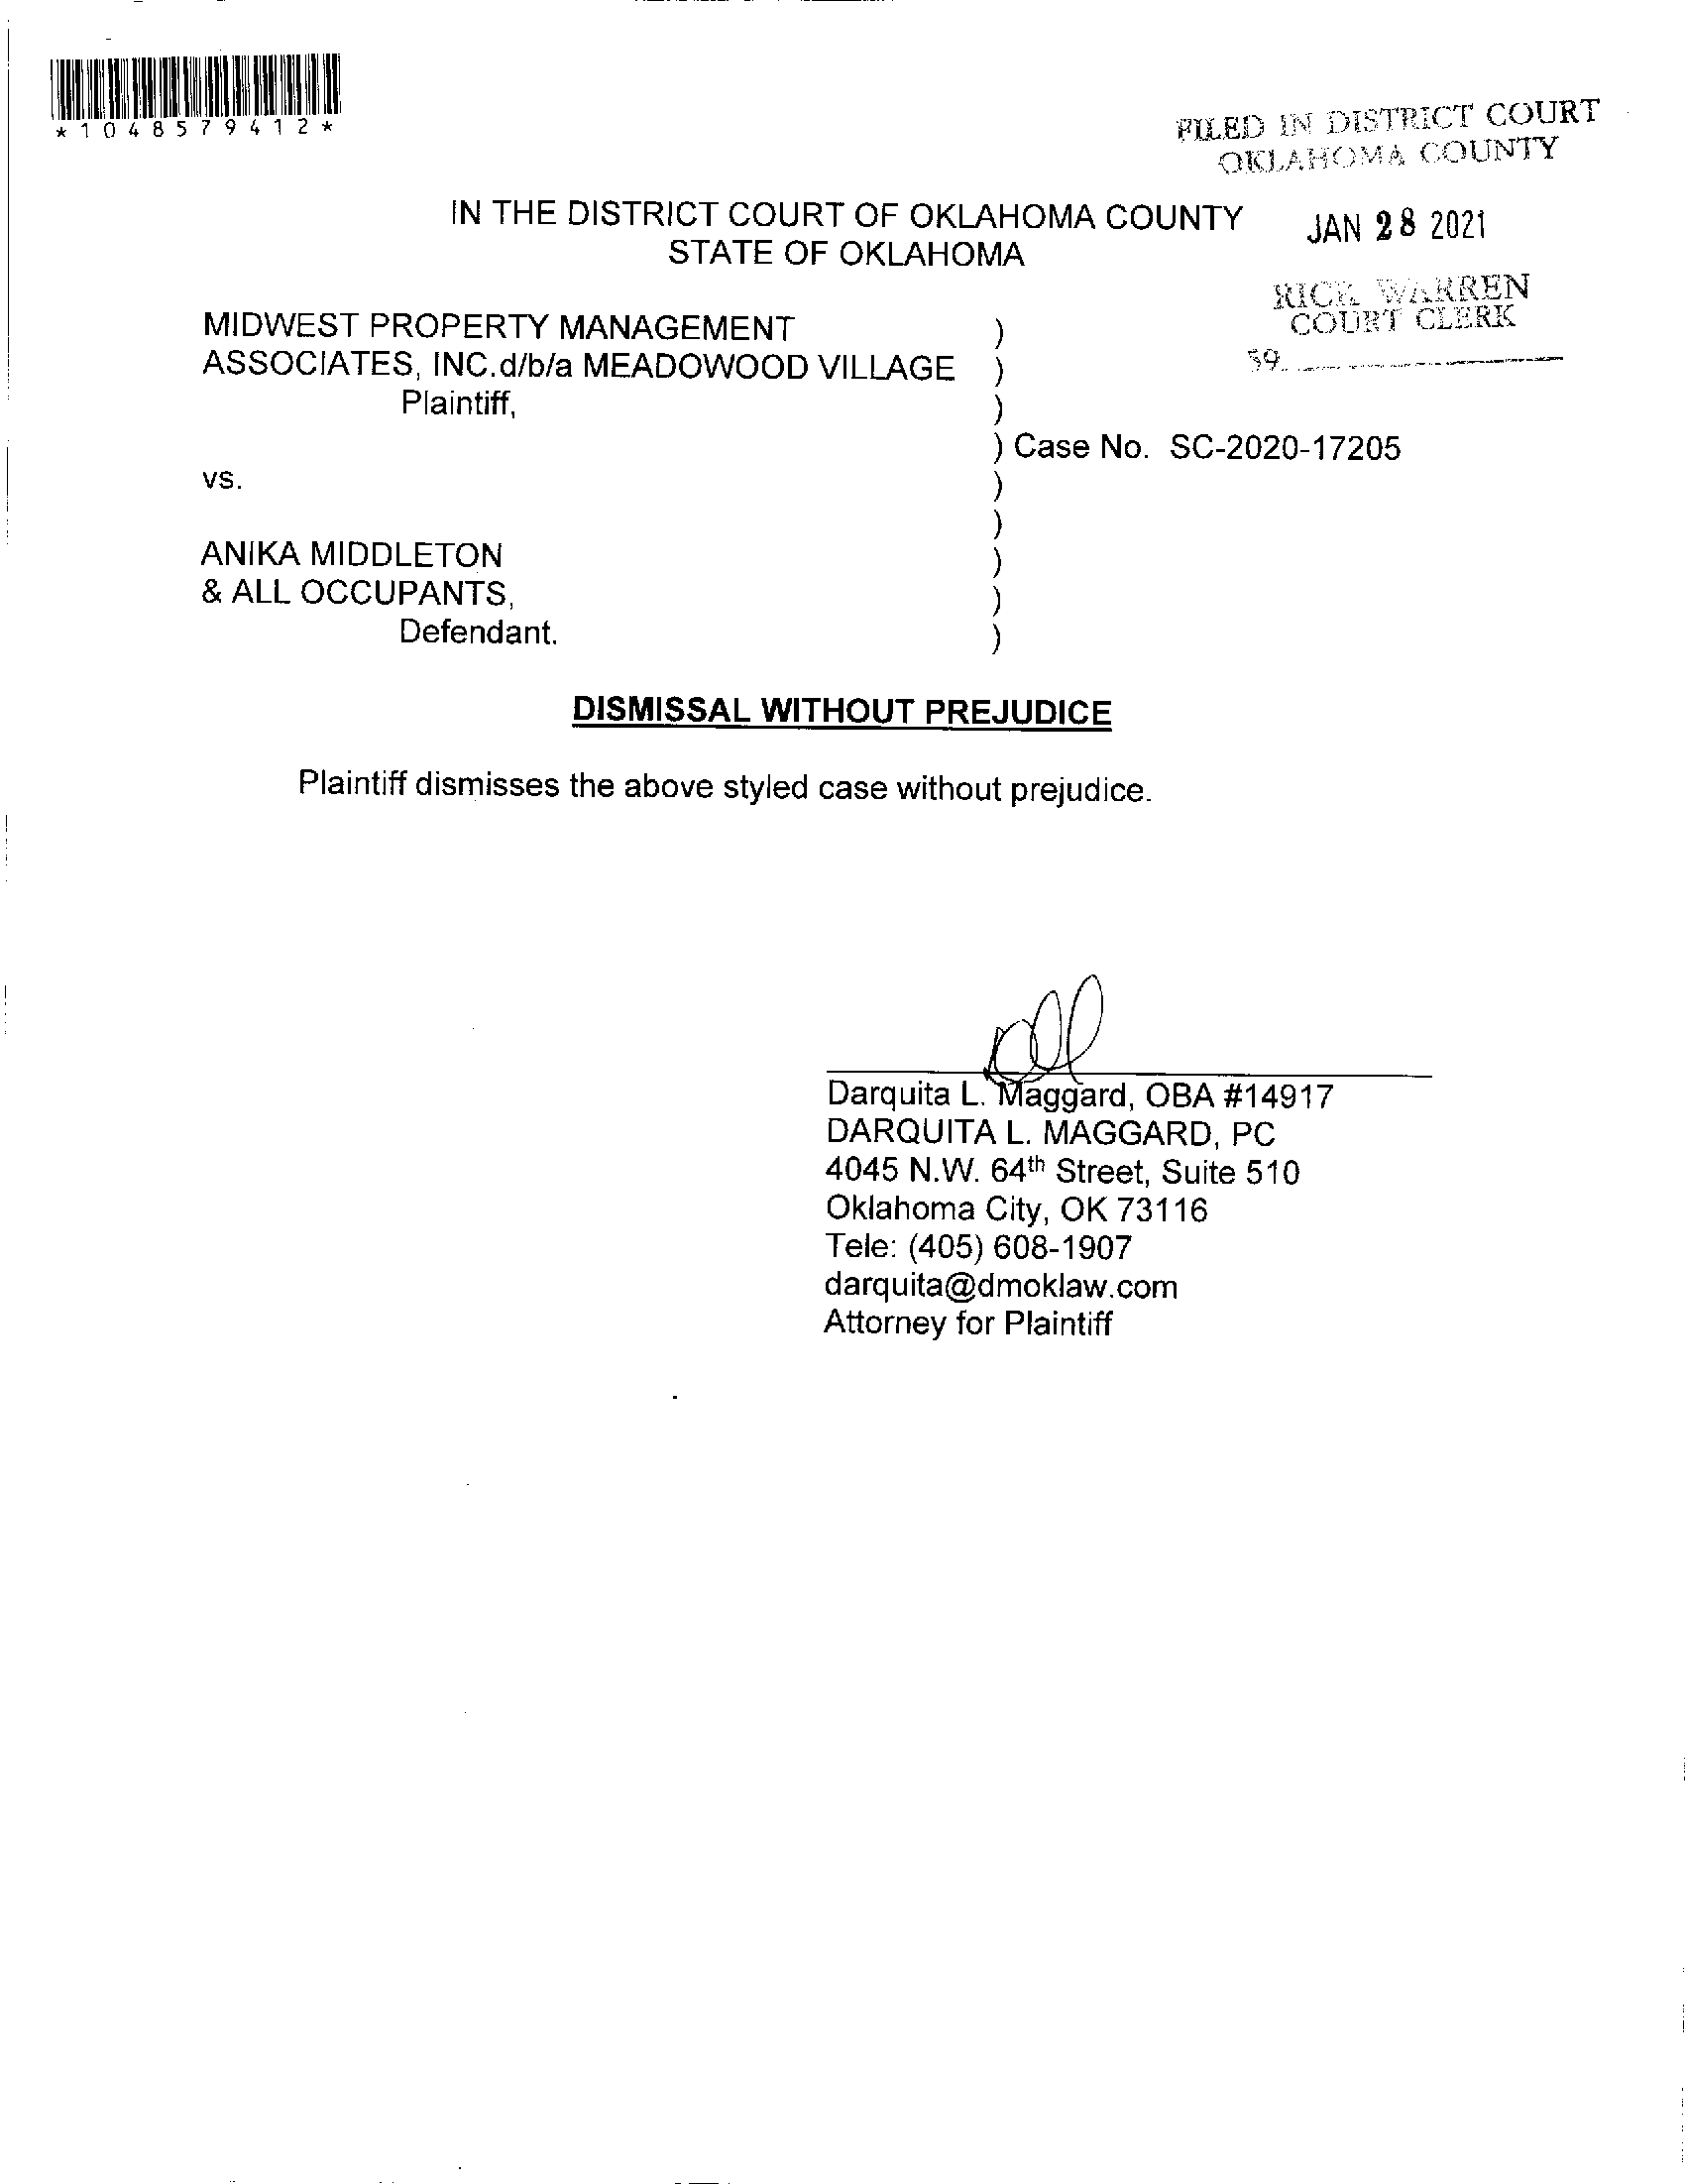 *1048579412*
FILED IN DISTRICT COURT
OKLAHOMA COUNTY
IN THE DISTRICT COURT OF OKLAHOMA COUNTY
STATE OF OKLAHOMA
JAN 28 2021
RICK WARREN
COURT CLERK
59
MIDWEST PROPERTY MANAGEMENT )
ASSOCIATES, INC.d/b/a MEADOWOOD VILLAGE )
Plaintiff, )
) Case No. SC-2020-17205
vs. )
)
ANIKA MIDDLETON )
& ALL OCCUPANTS, )
Defendant. )
DISMISSAL WITHOUT PREJUDICE
Plaintiff dismisses the above styled case without prejudice.
Darquita L. Maggard, OBA #14917
DARQUITA L. MAGGARD, PC
4045 N.W. 64th Street, Suite 510
Oklahoma City, OK 73116
Tele: (405) 608-1907
darquita@dmoklaw.com
Attorney for Plaintiff